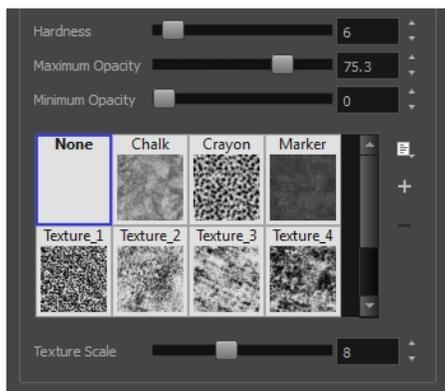 Hardness 6
Maximum Opacity 75.3
Minimum Opacity 0
None Chalk Crayon Marker
Texture_1 Texture_2 Texture_3 Texture_4
Texture Scale 8